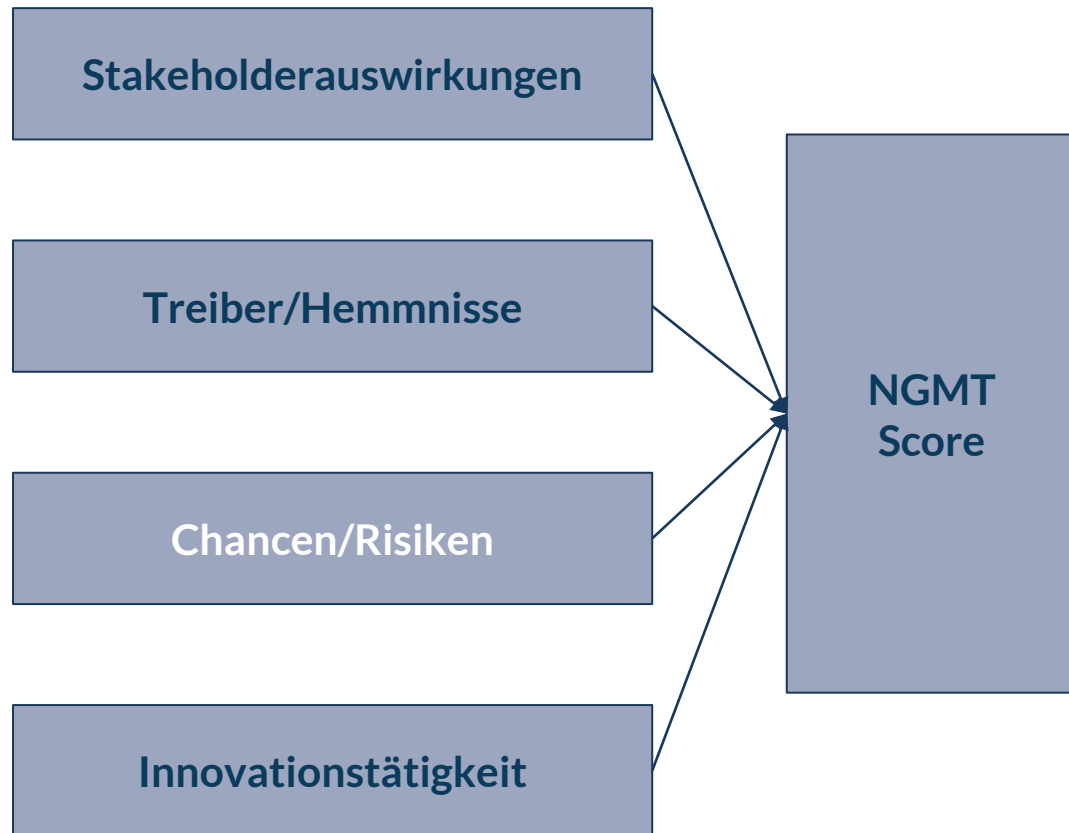 Stakeholderauswirkungen
Treiber/Hemmnisse
NGMT
Score
Chancen/Risiken
Innovationstätigkeit